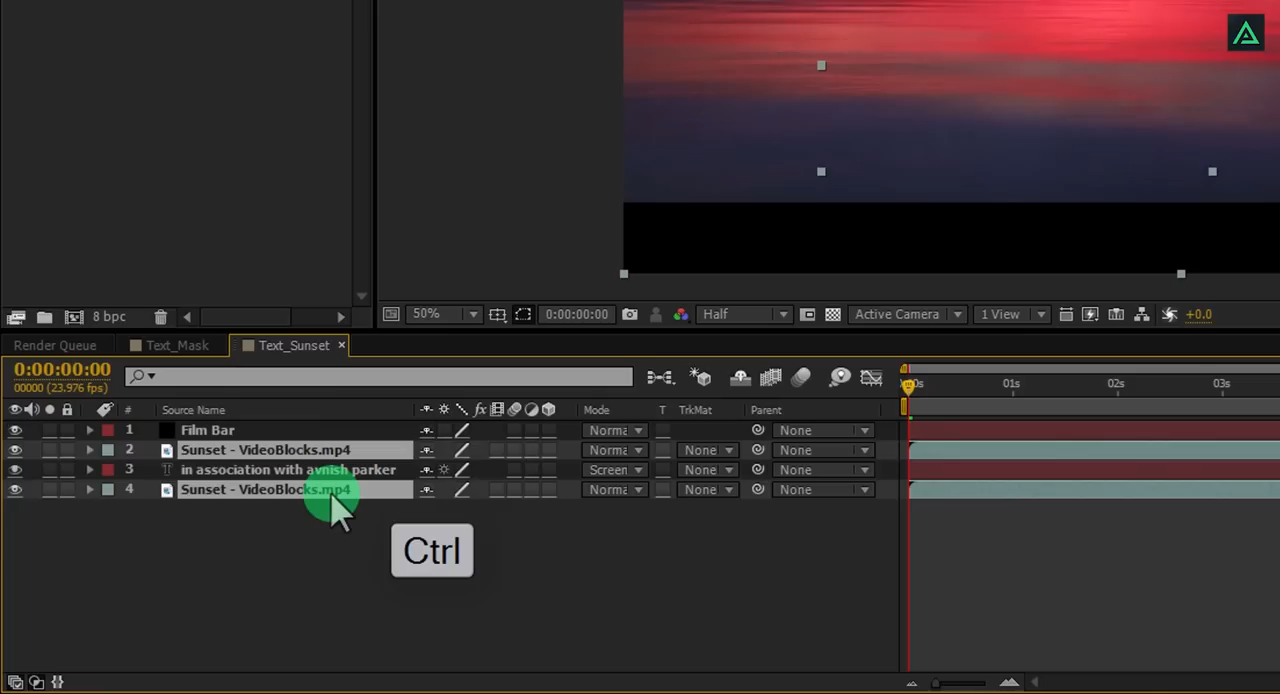 8 bpc
50% 0:00:00:00 Half Active Camera 1 View +0.0
Render Queue Text_Mask Text_Sunset ×
0:00:00:00
00000 (23.976 fps)
0s 01s 02s 03s
# Source Name fx Mode T TrkMat Parent
1 Film Bar Norma None
2 Sunset - VideoBlocks.mp4 Norma None None
3 T in association with avnish parker Screen None None
4 Sunset - VideoBlocks.mp4 Norma None None
Ctrl